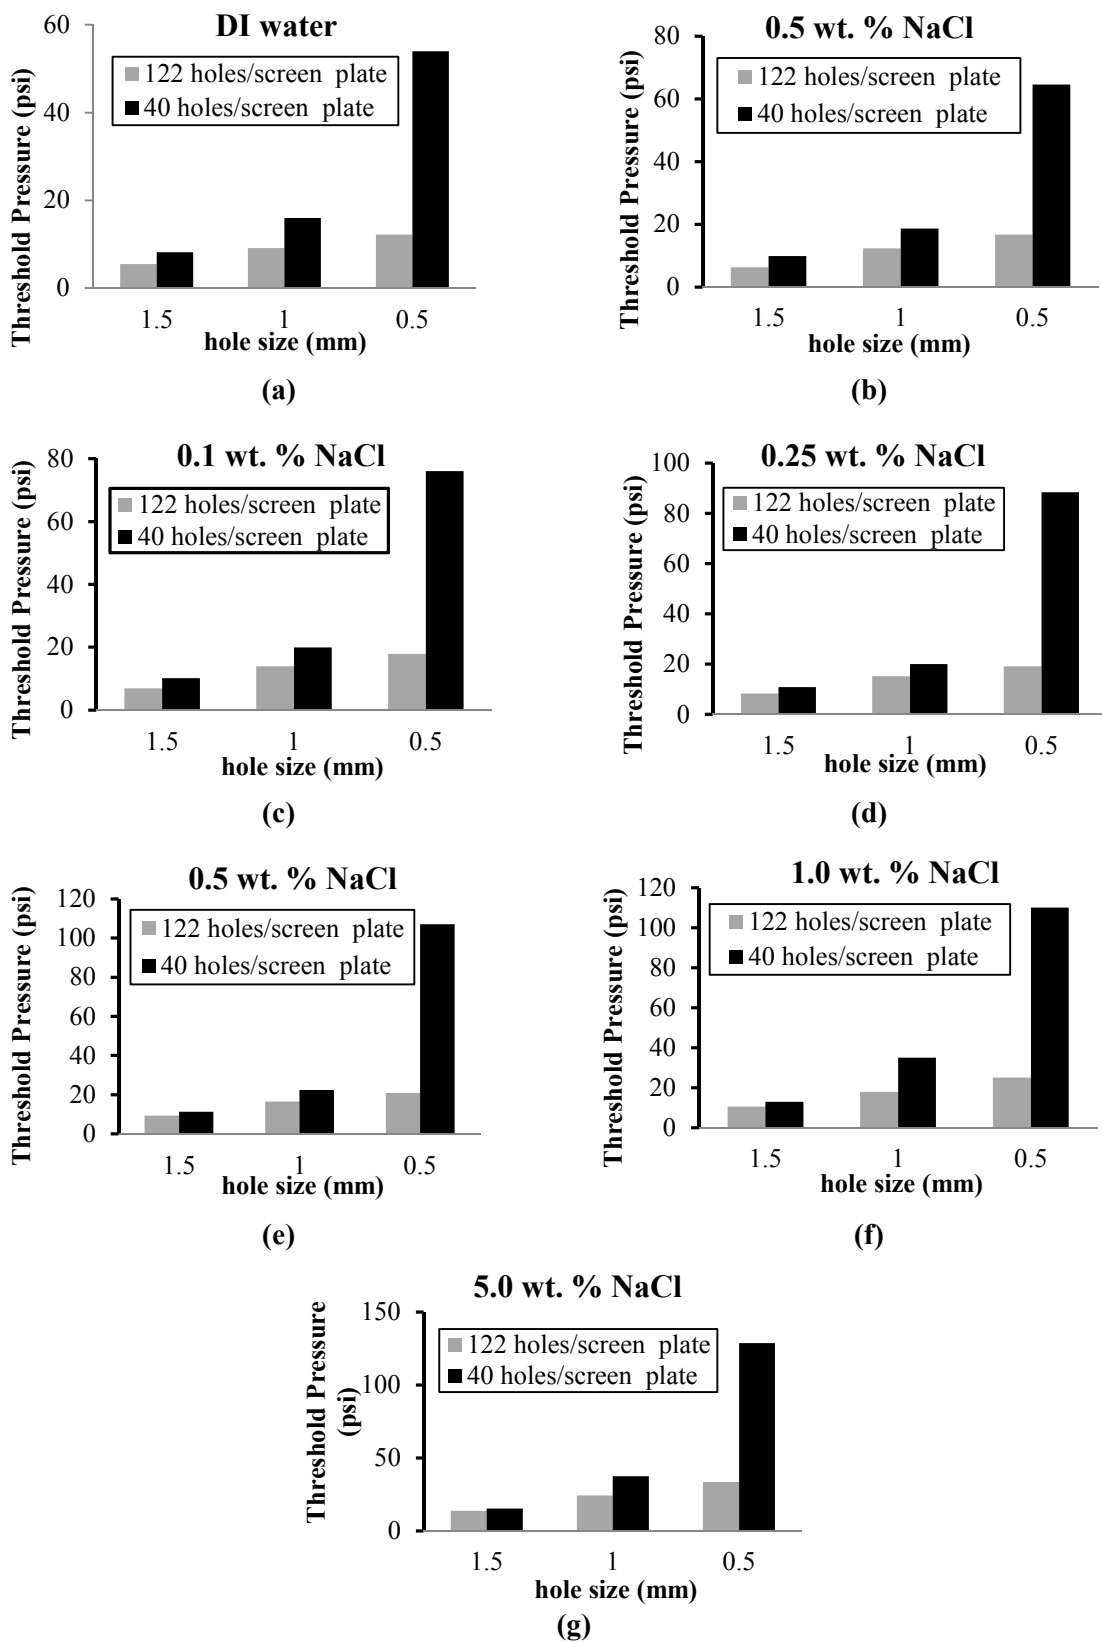 DI water
Threshold Pressure (psi)
60
40
20
0
122 holes/screen plate
40 holes/screen plate
1.5 1 0.5
hole size (mm)
(a)
0.5 wt. % NaCl
Threshold Pressure (psi)
80
60
40
20
0
122 holes/screen plate
40 holes/screen plate
1.5 1 0.5
hole size (mm)
(b)
0.1 wt. % NaCl
Threshold Pressure (psi)
80
60
40
20
0
122 holes/screen plate
40 holes/screen plate
1.5 1 0.5
hole size (mm)
(c)
0.25 wt. % NaCl
Threshold Pressure (psi)
100
80
60
40
20
0
122 holes/screen plate
40 holes/screen plate
1.5 1 0.5
hole size (mm)
(d)
0.5 wt. % NaCl
Threshold Pressure (psi)
120
100
80
60
40
20
0
122 holes/screen plate
40 holes/screen plate
1.5 1 0.5
hole size (mm)
(e)
1.0 wt. % NaCl
Threshold Pressure (psi)
120
100
80
60
40
20
0
122 holes/screen plate
40 holes/screen plate
1.5 1 0.5
hole size (mm)
(f)
5.0 wt. % NaCl
Threshold Pressure
(psi)
150
100
50
0
122 holes/screen plate
40 holes/screen plate
1.5 1 0.5
hole size (mm)
(g)